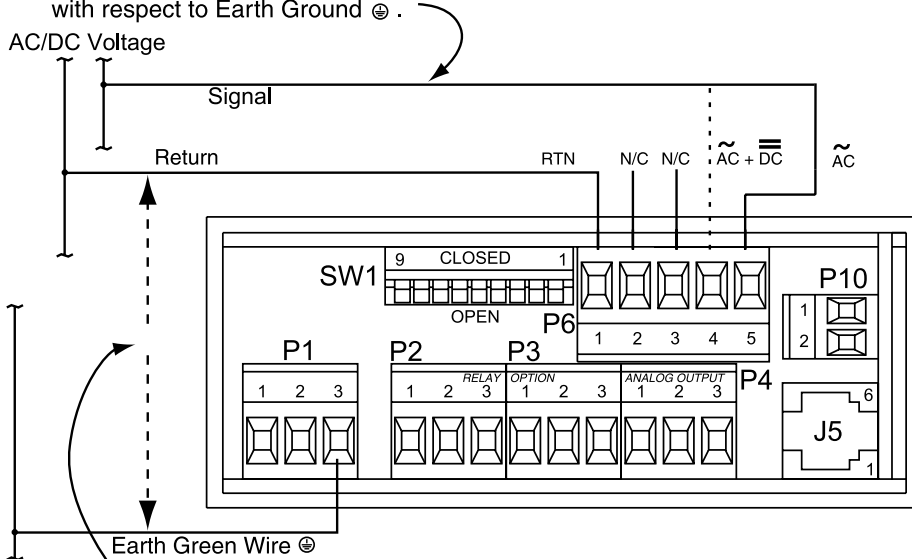 with respect to Earth Ground ⏚ .
AC/DC Voltage
Signal
Return
RTN N/C N/C ~ AC + DC ~ AC
SW1
9 CLOSED 1
OPEN
P6
1 2 3 4 5
P10
1
2
P1
1 2 3
P2
RELAY
1 2 3
P3
OPTION
1 2 3
ANALOG OUTPUT
1 2 3
P4
6
J5
1
Earth Green Wire ⏚